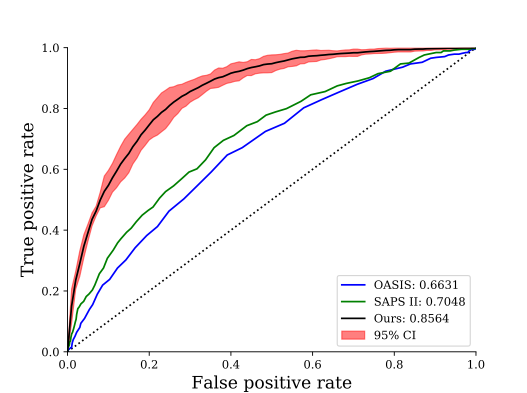 1.0
0.8
0.6
0.4
0.2
0.0
True positive rate
OASIS: 0.6631
SAPS II: 0.7048
Ours: 0.8564
95% CI
0.0 0.2 0.4 0.6 0.8 1.0
False positive rate